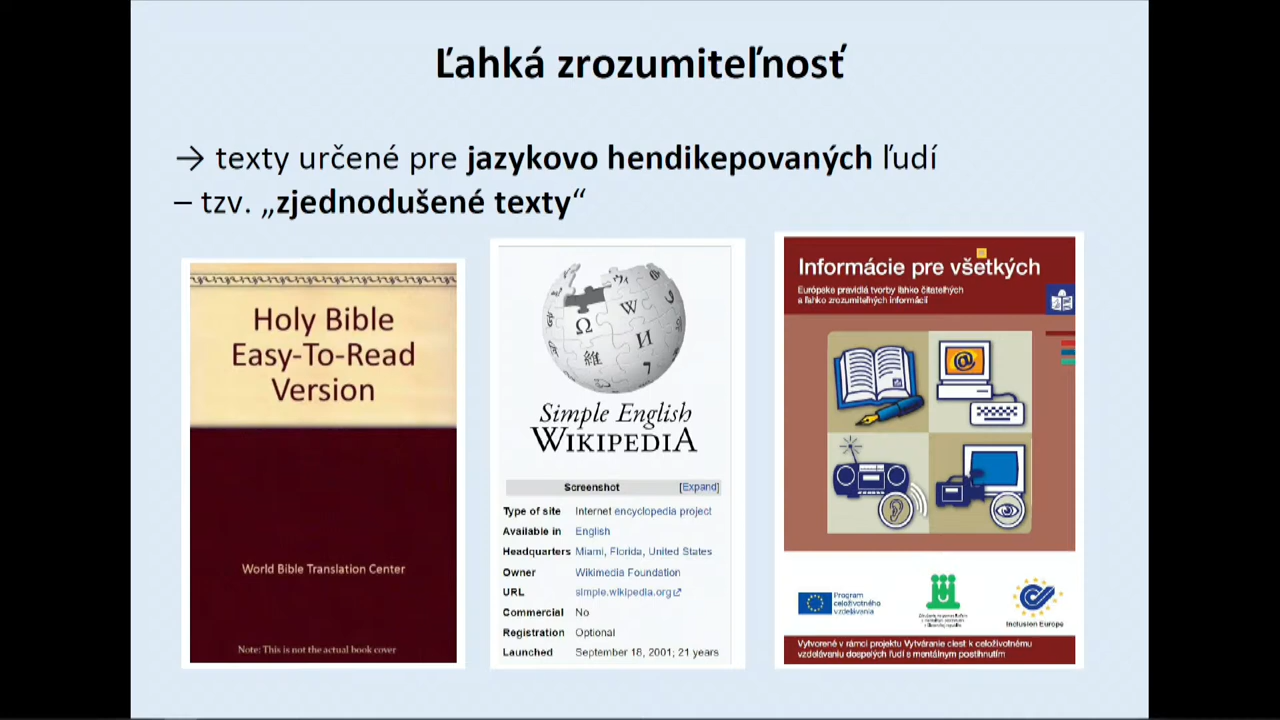 Ľahká zrozumiteľnosť
→ texty určené pre jazykovo hendikepovaných ľudí
– tzv. „zjednodušené texty“
Holy Bible
Easy-To-Read
Version
World Bible Translation Center
Note: This is not the actual book cover
Ω
W
И
維
7
Simple English
WIKIPEDIA
Screenshot [Expand]
Type of site Internet encyclopedia project
Available in English
Headquarters Miami, Florida, United States
Owner Wikimedia Foundation
URL simple.wikipedia.org
Commercial No
Registration Optional
Launched September 18, 2001; 21 years
Informácie pre všetkých
Európske pravidlá tvorby ľahko čitateľných
a ľahko zrozumiteľných informácií
@
Program
celoživotného
vzdelávania
Inclusion Europe
Vytvorené v rámci projektu Vytváranie ciest k celoživotnému
vzdelávaniu dospelých ľudí s mentálnym postihnutím